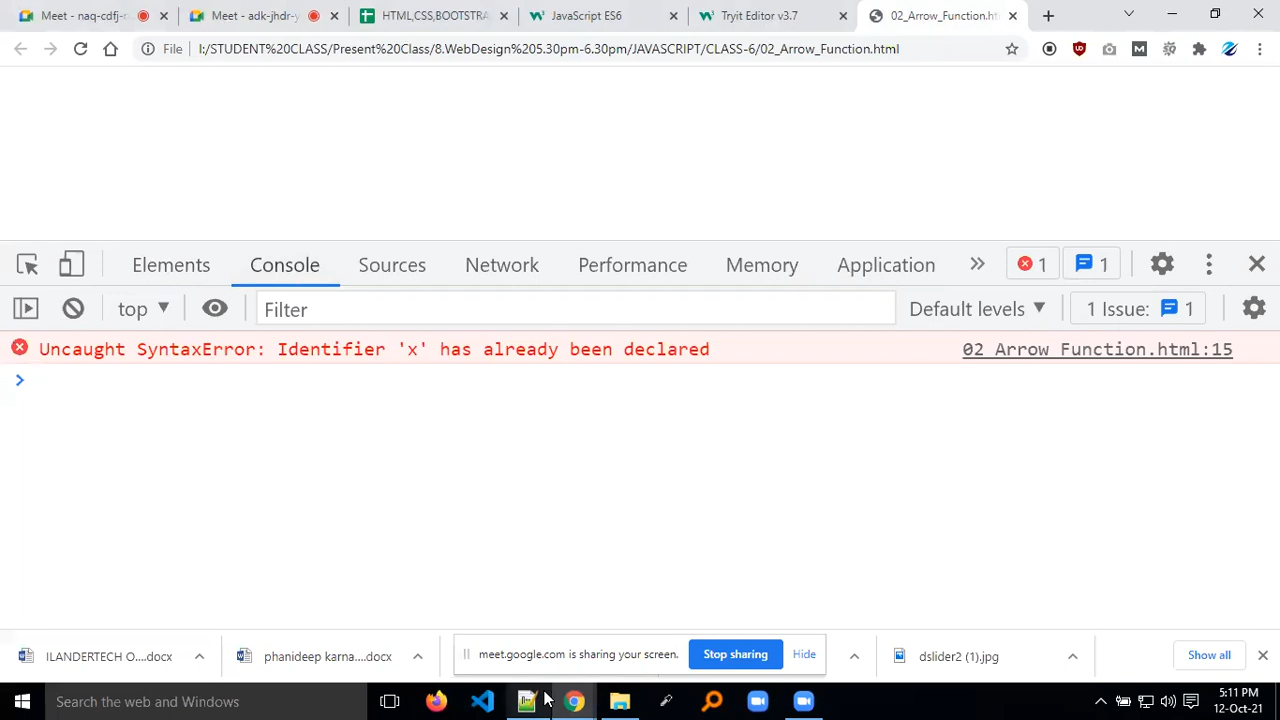 Meet - naq-cdfj-r
Meet - adk-jhdr-y
HTML,CSS,BOOTSTRA
JavaScript ES6
Tryit Editor v3.7
02_Arrow_Function.ht
File
I:/STUDENT%20CLASS/Present%20Class/8.WebDesign%205.30pm-6.30pm/JAVASCRIPT/CLASS-6/02_Arrow_Function.html
Elements
Console
Sources
Network
Performance
Memory
Application
1
1
top
Filter
Default levels
1 Issue: 1
Uncaught SyntaxError: Identifier 'x' has already been declared
02 Arrow Function.html:15
ILANDERTECH O....docx
phanideep karna....docx
meet.google.com is sharing your screen.
Stop sharing
Hide
dslider2 (1).jpg
Show all
Search the web and Windows
5:11 PM
12-Oct-21